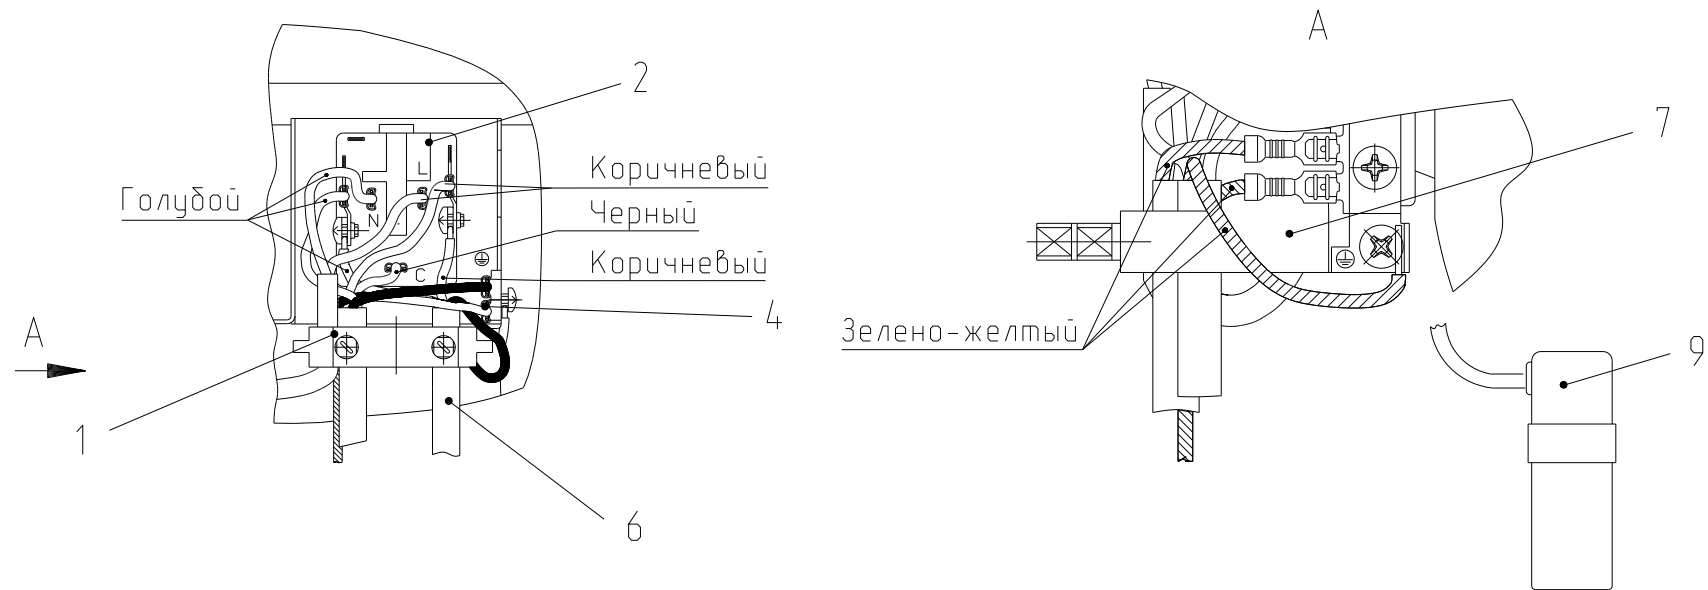 А
2
7
L
Коричневый
Голубой
Черный
N
Коричневый
C
4
Зелено-желтый
А
9
1
6